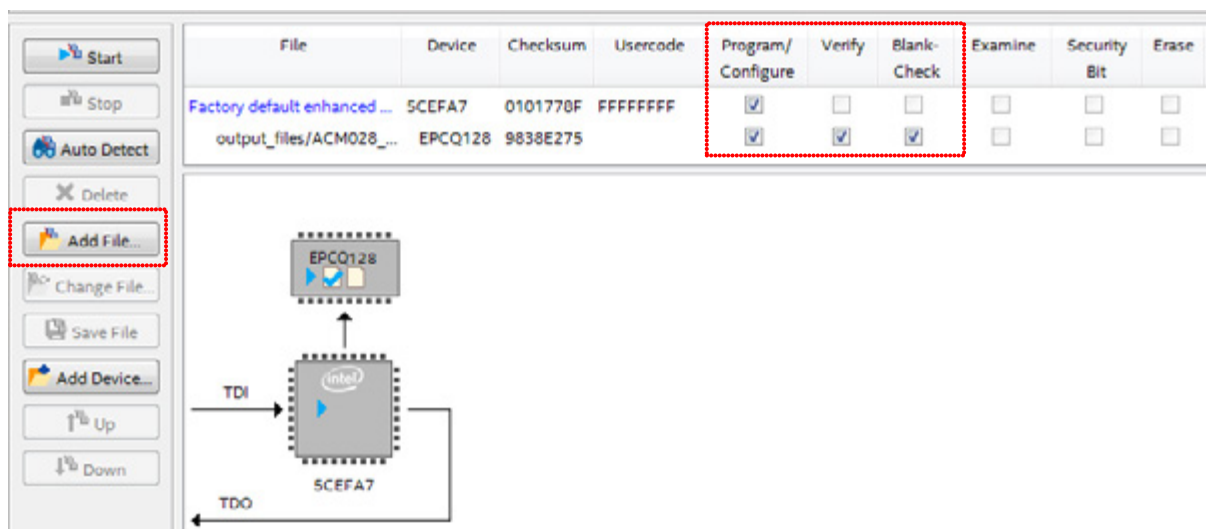 Start
Stop
Auto Detect
Delete
Add File...
Change File...
Save File
Add Device...
Up
Down
File Device Checksum Usercode Program/ Verify Blank- Examine Security Erase
Configure Check Bit
Factory default enhanced ... 5CEFA7 0101778F FFFFFFFF
output_files/ACM028_... EPCQ128 9838E275
EPCQ128
intel
TDI
5CEFA7
TDO